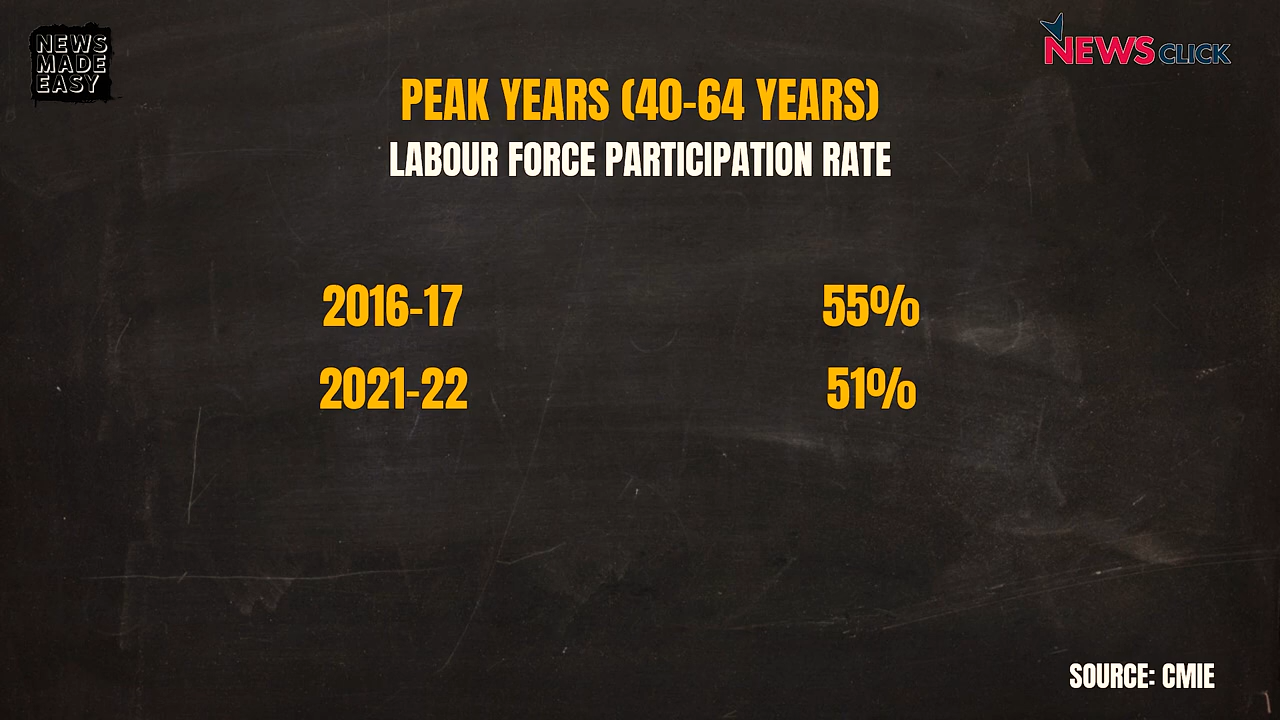 NEWS
MADE
EASY
NEWSCLICK
PEAK YEARS (40-64 YEARS)
LABOUR FORCE PARTICIPATION RATE
2016-17 55%
2021-22 51%
SOURCE: CMIE